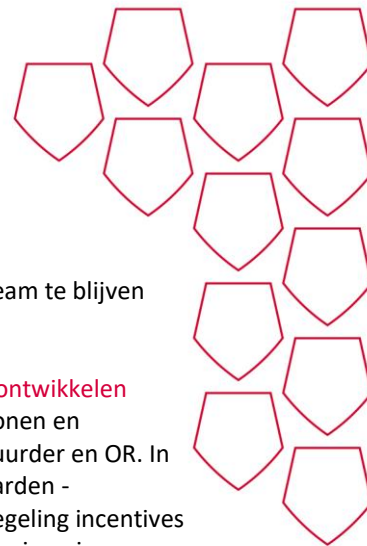 eam te blijven
ontwikkelen
onen en
uurder en OR. In
arden -
egeling incentives